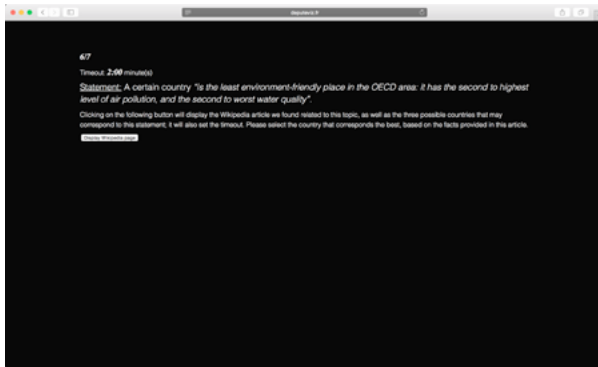 deputeva.fr
6/7
Timeout: 2:00 minute(s)
Statement: A certain country "is the least environment-friendly place in the OECD area: it has the second to highest
level of air pollution, and the second to worst water quality".
Clicking on the following button will display the Wikipedia article we found related to this topic, as well as the three possible countries that may
correspond to this statement; it will also set the timeout. Please select the country that corresponds the best, based on the facts provided in this article.
Display Wikipedia page